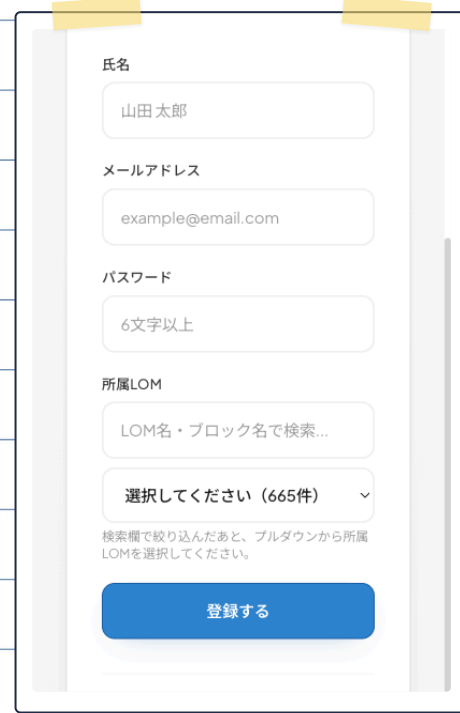 氏名
山田 太郎
メールアドレス
example@email.com
パスワード
6文字以上
所属LOM
LOM名・ブロック名で検索...
選択してください（665件）
検索欄で絞り込んだあと、プルダウンから所属
LOMを選択してください。
登録する